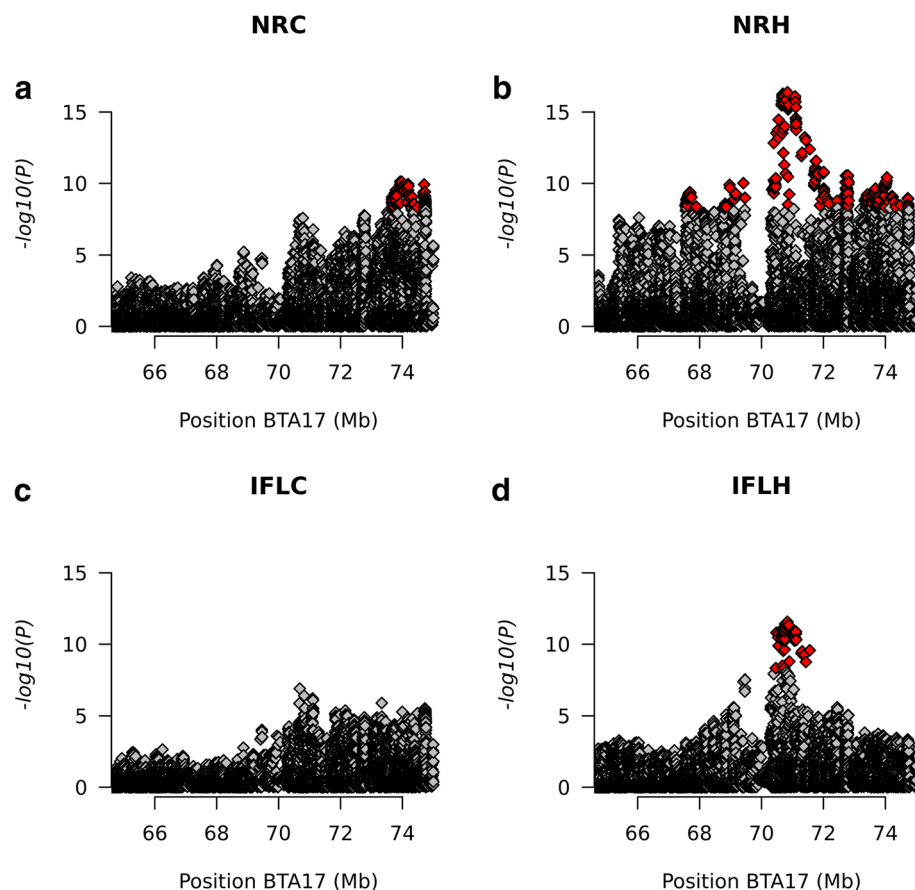 NRC
NRH
a
b
-log10(P)
15
10
5
0
66 68 70 72 74
Position BTA17 (Mb)
-log10(P)
15
10
5
0
66 68 70 72 74
Position BTA17 (Mb)
IFLC
IFLH
c
d
-log10(P)
15
10
5
0
66 68 70 72 74
Position BTA17 (Mb)
-log10(P)
15
10
5
0
66 68 70 72 74
Position BTA17 (Mb)